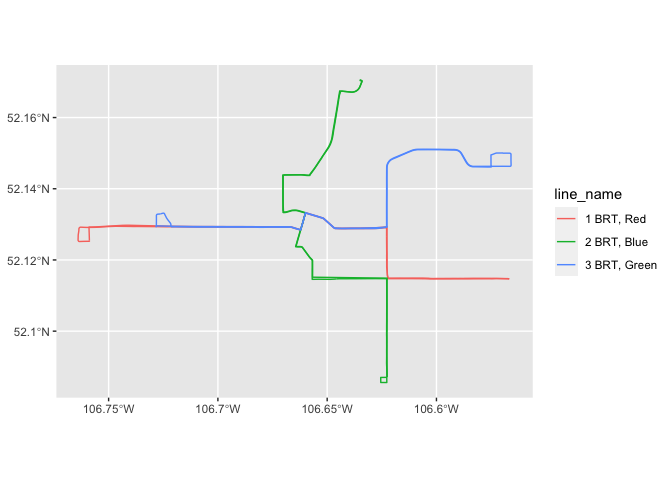 52.16°N
52.14°N
52.12°N
52.1°N
106.75°W
106.7°W
106.65°W
106.6°W
line_name
1 BRT, Red
2 BRT, Blue
3 BRT, Green